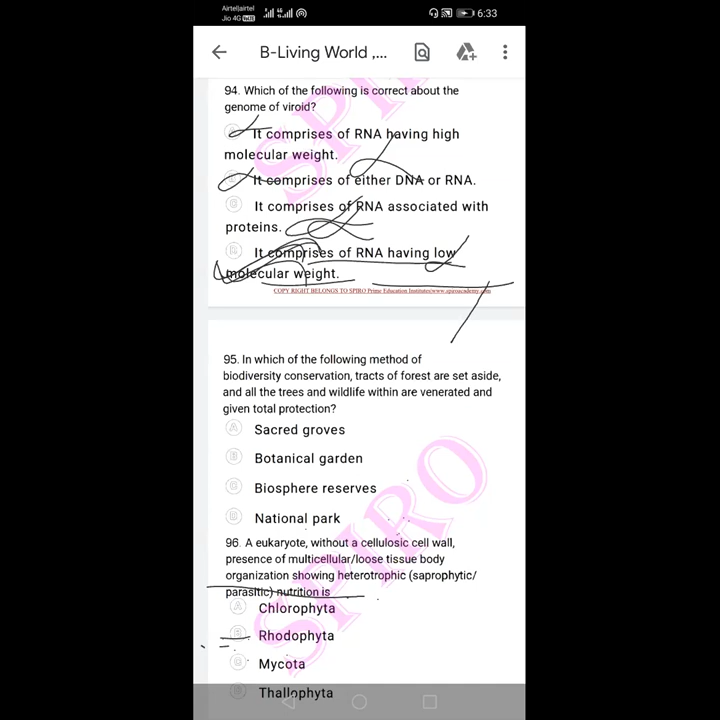 Airtel|airtel
Jio 4G VoLTE
6:33
B-Living World ,...
94. Which of the following is correct about the
genome of viroid?
A It comprises of RNA having high
molecular weight.
It comprises of either DNA or RNA.
C It comprises of RNA associated with
proteins.
D It comprises of RNA having low
molecular weight.
COPY RIGHT BELONGS TO SPIRO Prime Education Institutes/www.spiroacademy.com
95. In which of the following method of
biodiversity conservation, tracts of forest are set aside,
and all the trees and wildlife within are venerated and
given total protection?
A Sacred groves
B Botanical garden
C Biosphere reserves
D National park
96. A eukaryote, without a cellulosic cell wall,
presence of multicellular/loose tissue body
organization showing heterotrophic (saprophytic/
parasitic) nutrition is
A Chlorophyta
B Rhodophyta
C Mycota
D Thallophyta
SPIRO
SPIRO